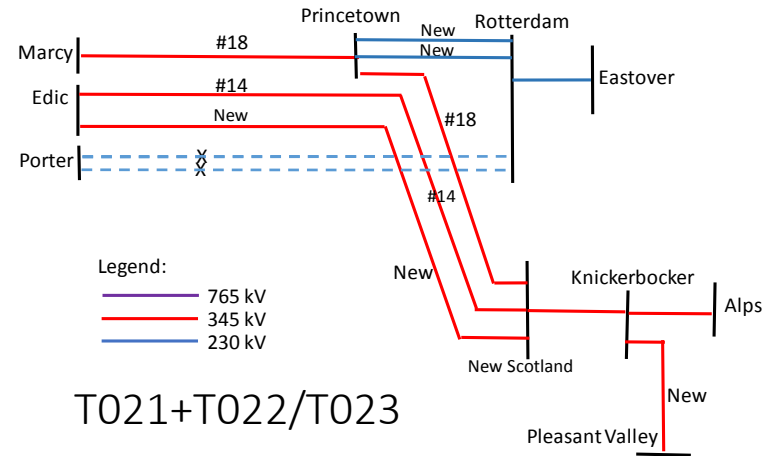 Princetown
New
Rotterdam
Marcy
#18
New
Eastover
Edic
#14
New
#18
Porter
X
X
X
#14
Legend:
New
765 kV
345 kV
230 kV
Knickerbocker
Alps
New Scotland
New
T021+T022/T023
Pleasant Valley